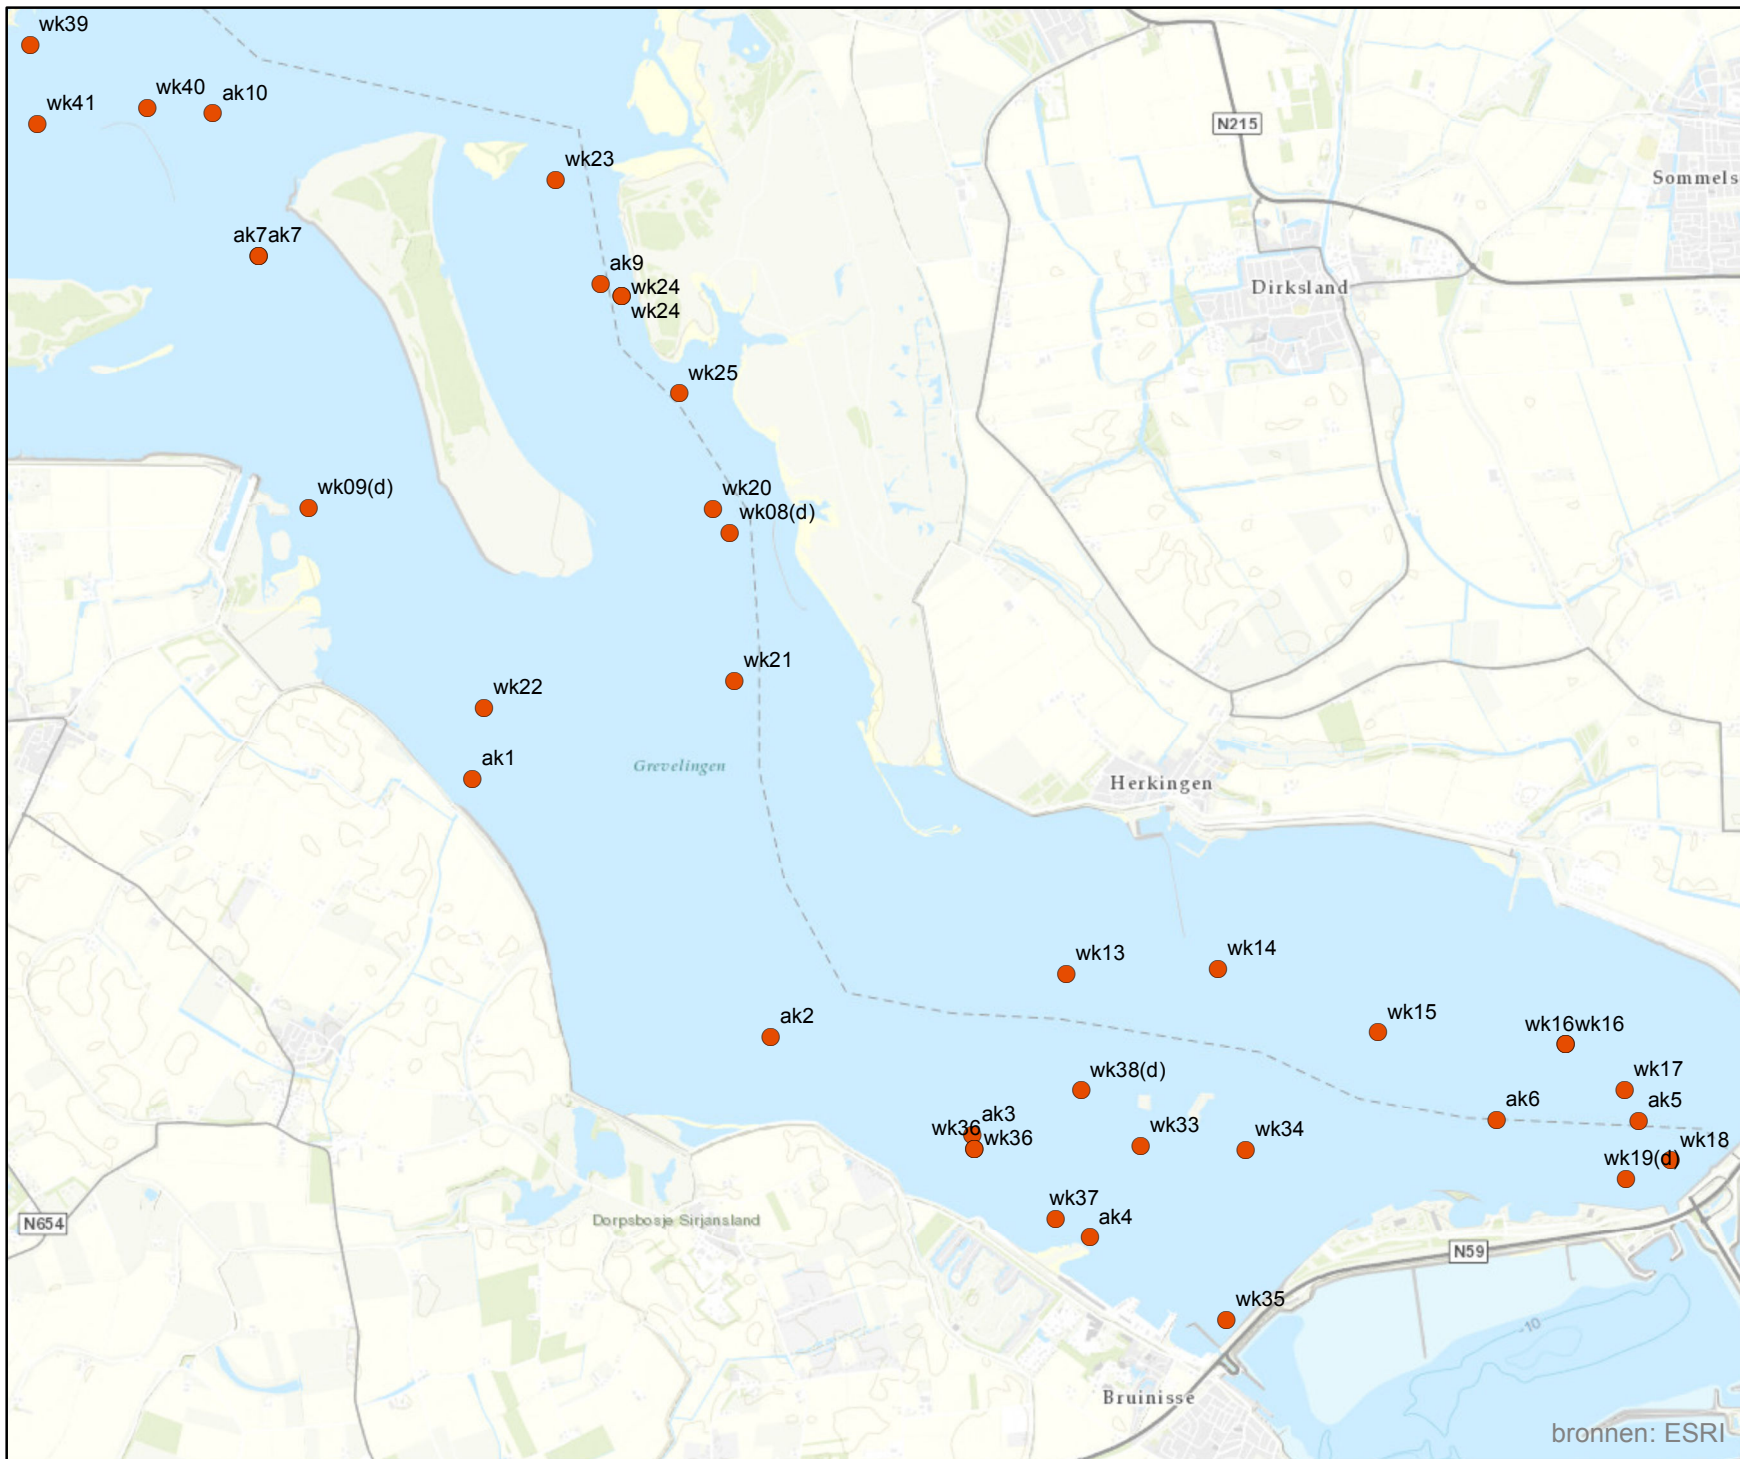 wk39
wk40
ak10
wk41
N215
wk23
Sommels
ak7ak7
ak9
wk24
wk24
Dirksland
wk25
wk09(d)
wk20
wk08(d)
wk21
wk22
ak1
Grevelingen
Herkingen
wk13
wk14
wk15
wk16wk16
ak2
wk38(d)
wk17
ak3
ak6
ak5
wk36
wk36
wk33
wk34
wk18
wk19(d)
wk37
ak4
Dorpsbosje Sirjansland
N654
N59
wk35
-10
Bruinisse
bronnen: ESRI